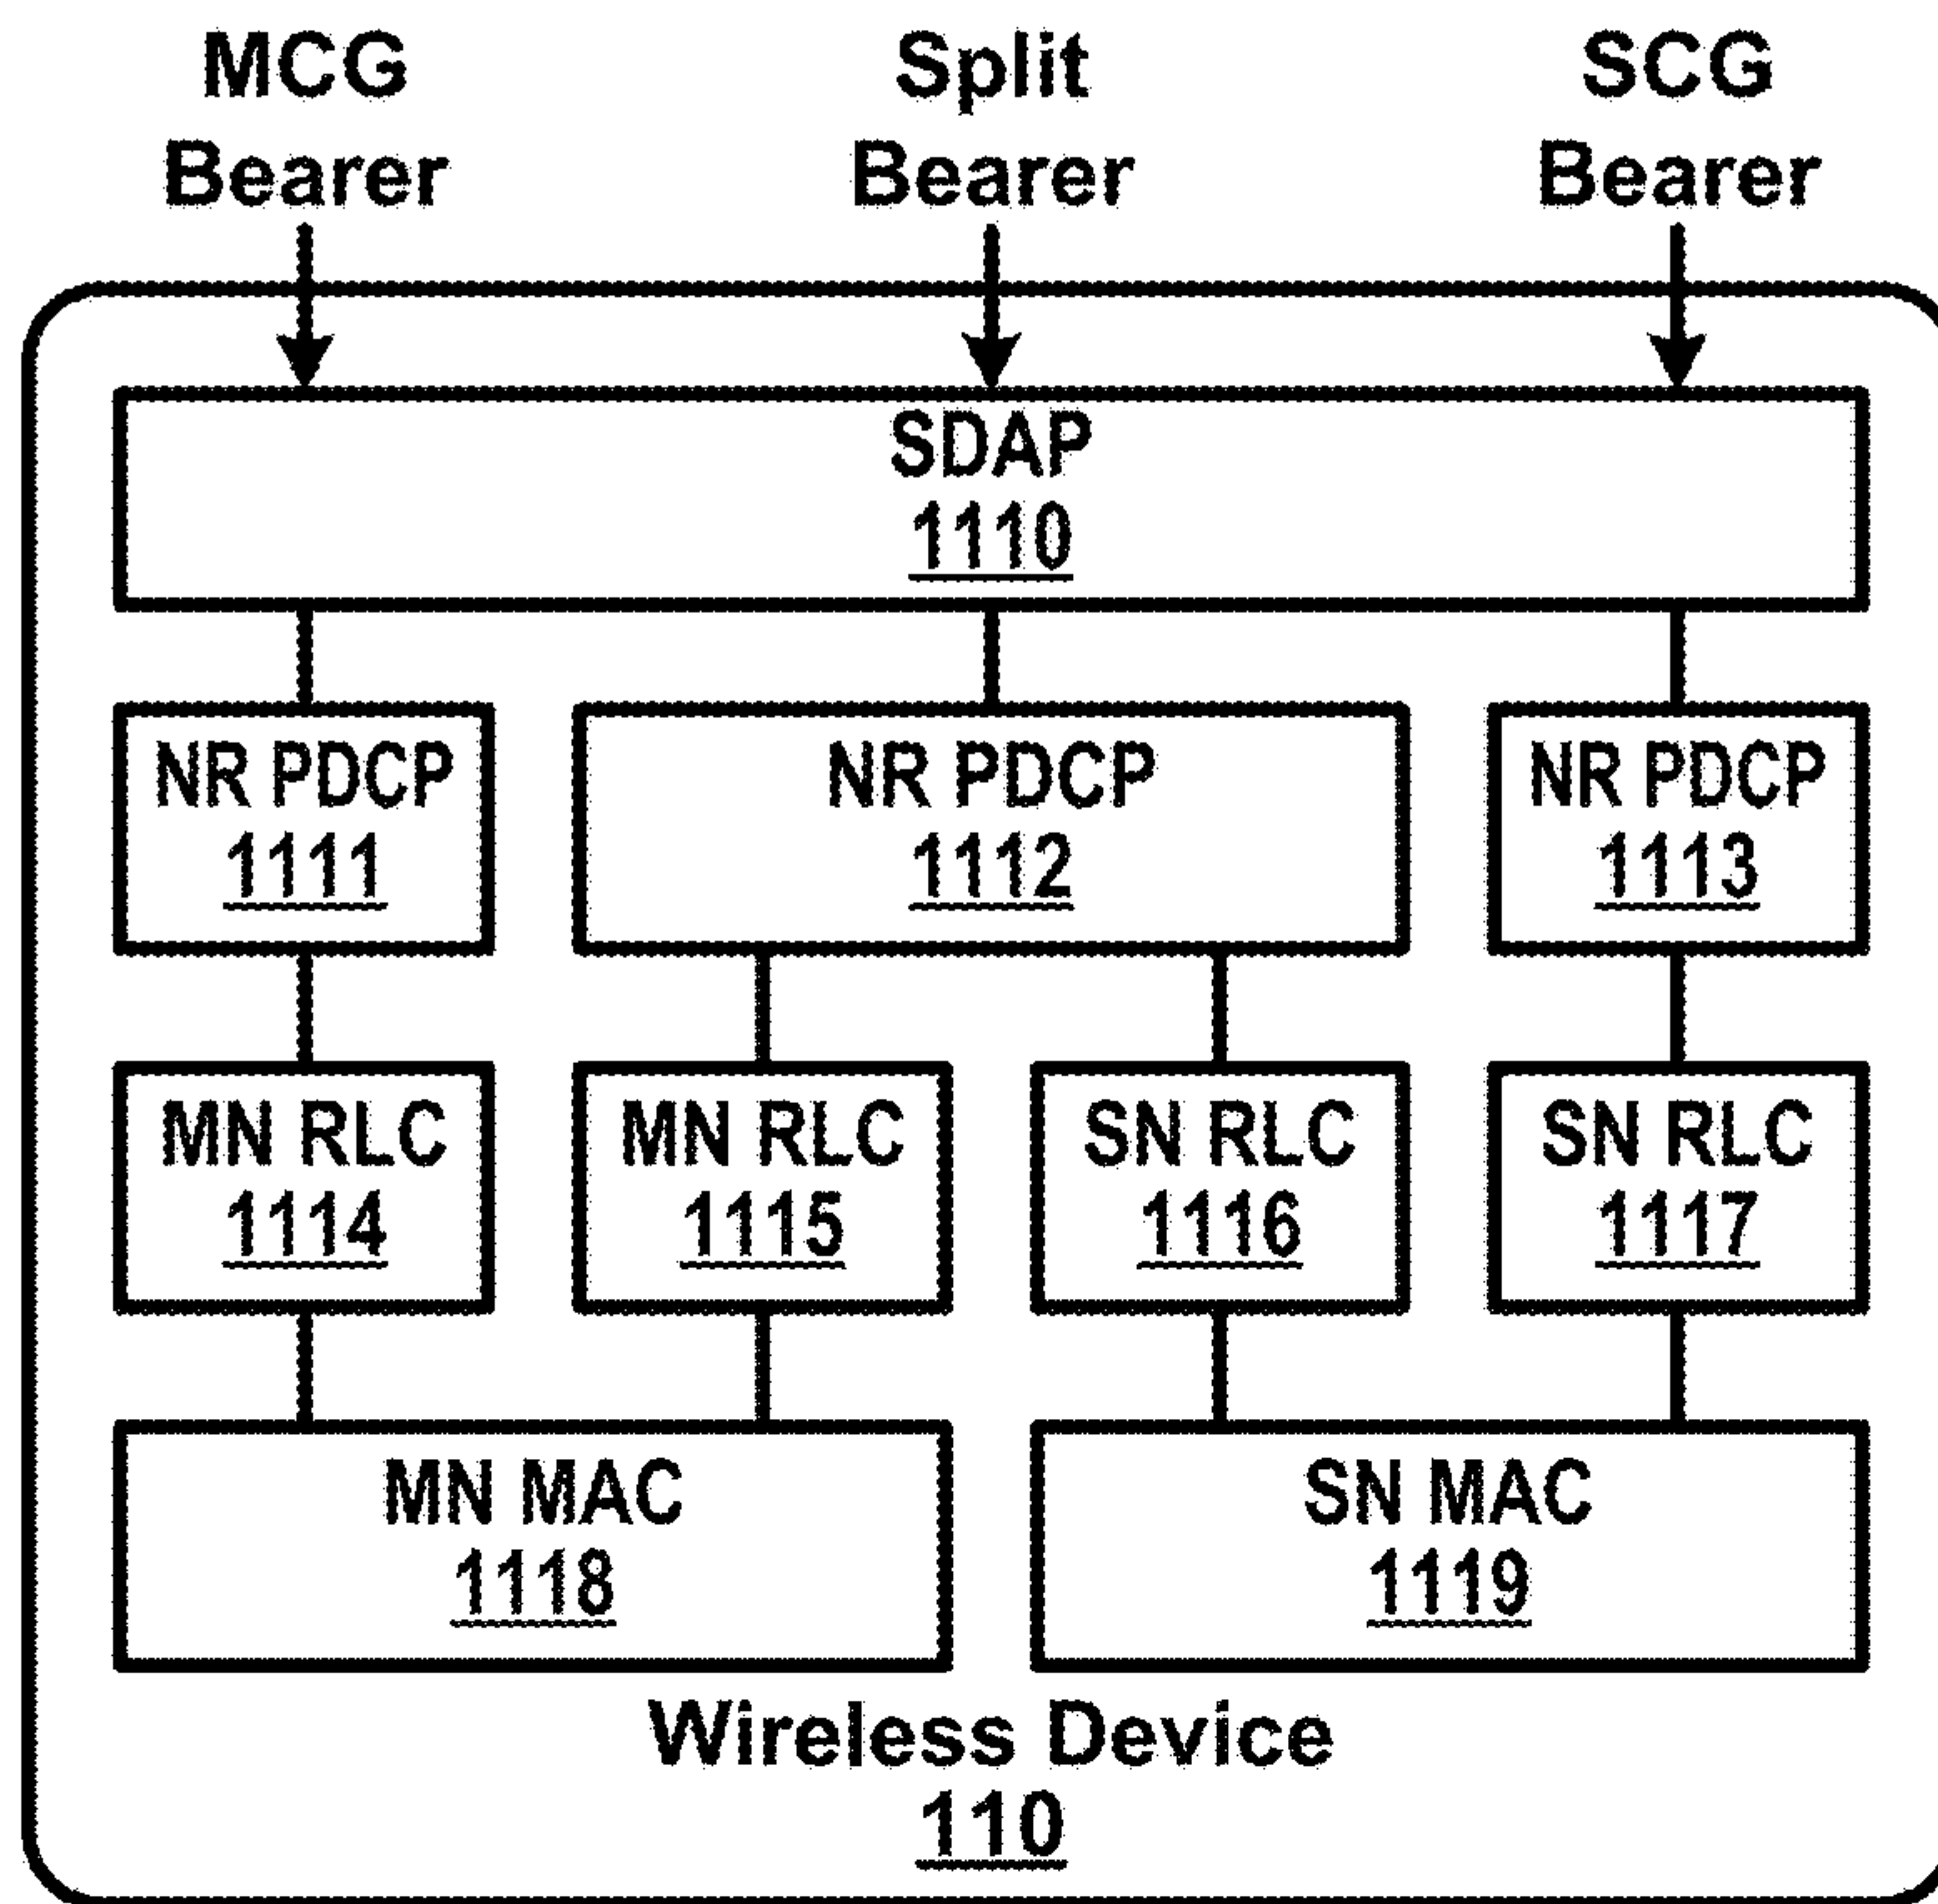 MCG
Bearer
Split
Bearer
SCG
Bearer
SDAP
1110
NR PDCP
1111
NR PDCP
1112
NR PDCP
1113
MN RLC
1114
MN RLC
1115
SN RLC
1116
SN RLC
1117
MN MAC
1118
SN MAC
1119
Wireless Device
110